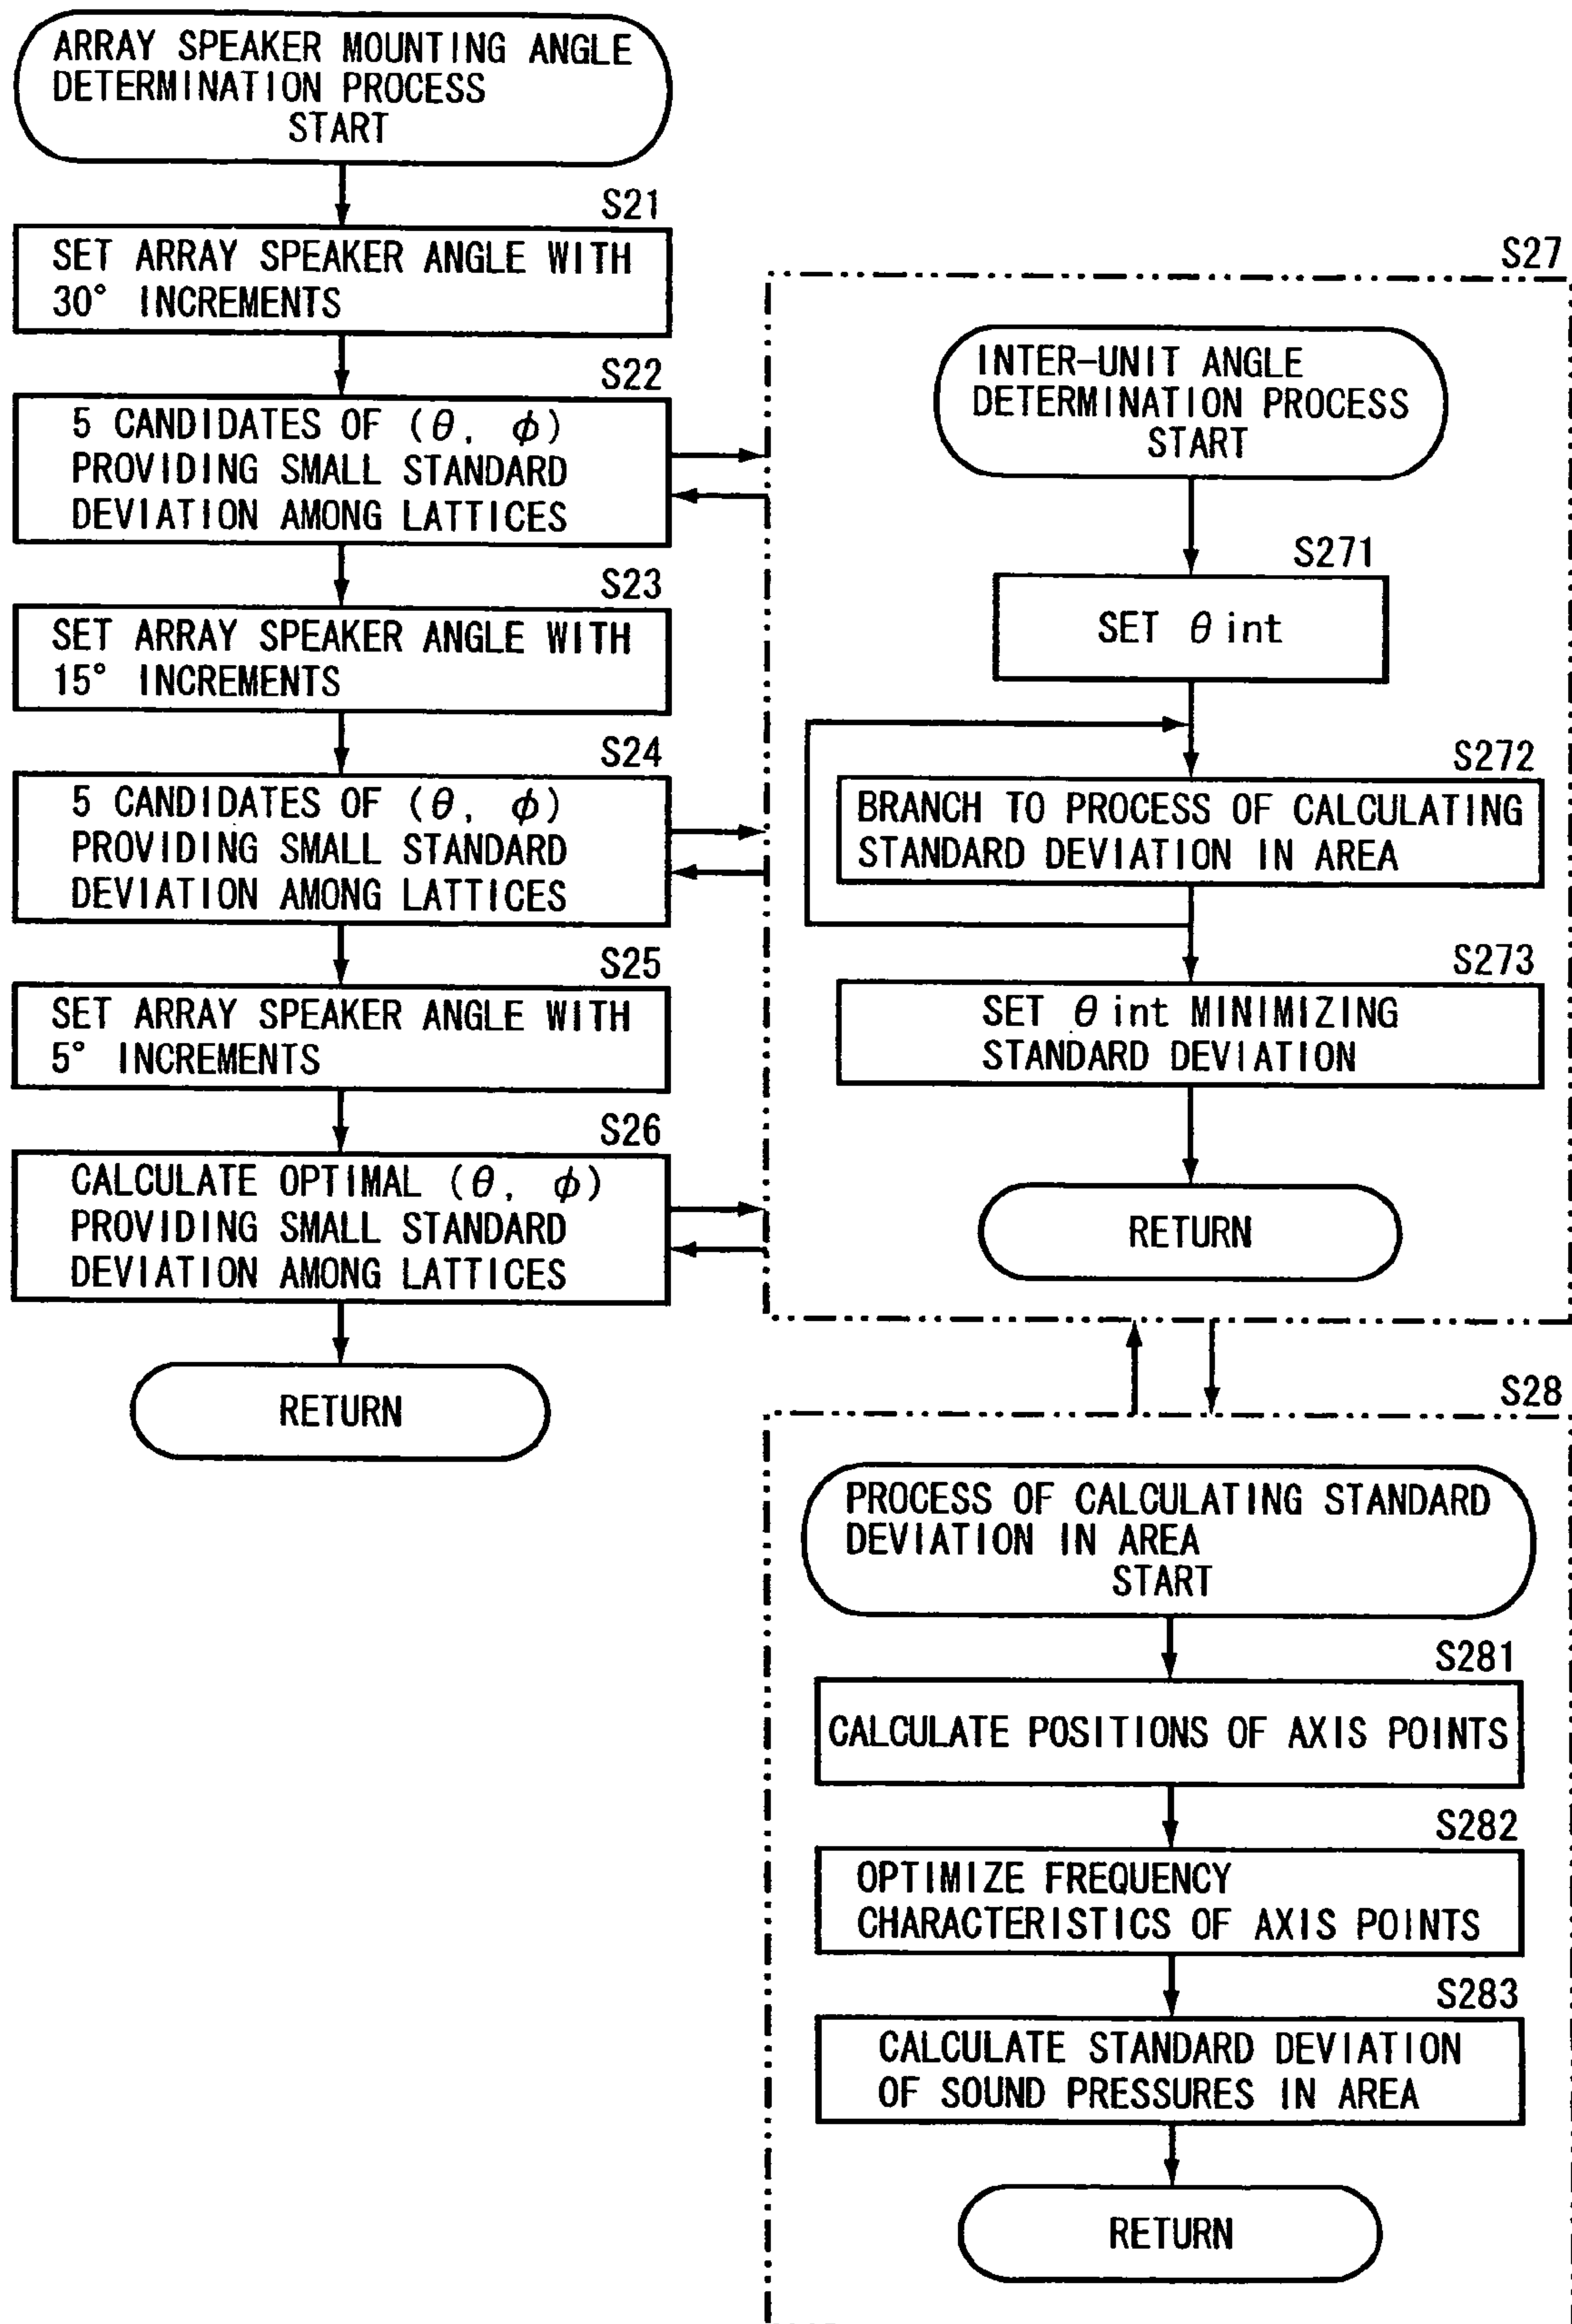 ARRAY SPEAKER MOUNTING ANGLE
DETERMINATION PROCESS
START
S21
SET ARRAY SPEAKER ANGLE WITH
30° INCREMENTS
S22
5 CANDIDATES OF (θ, φ)
PROVIDING SMALL STANDARD
DEVIATION AMONG LATTICES
S23
SET ARRAY SPEAKER ANGLE WITH
15° INCREMENTS
S24
5 CANDIDATES OF (θ, φ)
PROVIDING SMALL STANDARD
DEVIATION AMONG LATTICES
S25
SET ARRAY SPEAKER ANGLE WITH
5° INCREMENTS
S26
CALCULATE OPTIMAL (θ, φ)
PROVIDING SMALL STANDARD
DEVIATION AMONG LATTICES
RETURN
S27
INTER-UNIT ANGLE
DETERMINATION PROCESS
START
S271
SET θint
S272
BRANCH TO PROCESS OF CALCULATING
STANDARD DEVIATION IN AREA
S273
SET θint MINIMIZING
STANDARD DEVIATION
RETURN
S28
PROCESS OF CALCULATING STANDARD
DEVIATION IN AREA
START
S281
CALCULATE POSITIONS OF AXIS POINTS
S282
OPTIMIZE FREQUENCY
CHARACTERISTICS OF AXIS POINTS
S283
CALCULATE STANDARD DEVIATION
OF SOUND PRESSURES IN AREA
RETURN